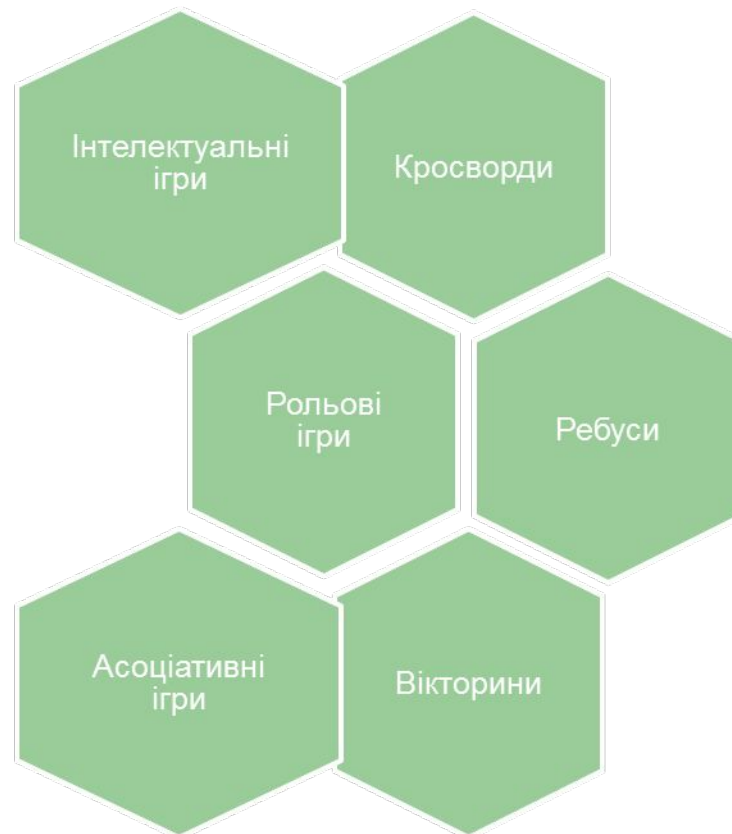 Інтелектуальні
ігри
Кросворди
Рольові
ігри
Ребуси
Асоціативні
ігри
Вікторини